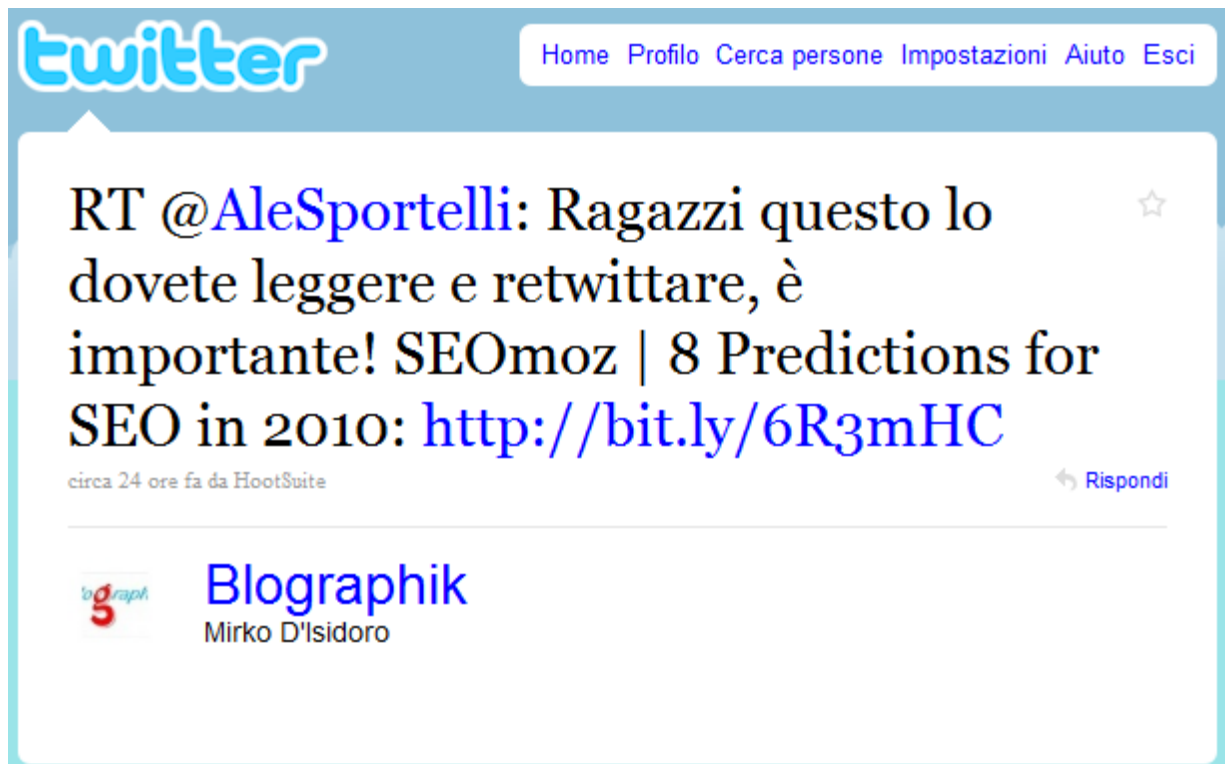 twitter
Home Profilo Cerca persone Impostazioni Aiuto Esci
RT @AleSportelli: Ragazzi questo lo
dovete leggere e retwittare, è
importante! SEOmoz | 8 Predictions for
SEO in 2010: http://bit.ly/6R3mHC
circa 24 ore fa da HootSuite
Rispondi
Blographik
Mirko D'Isidoro